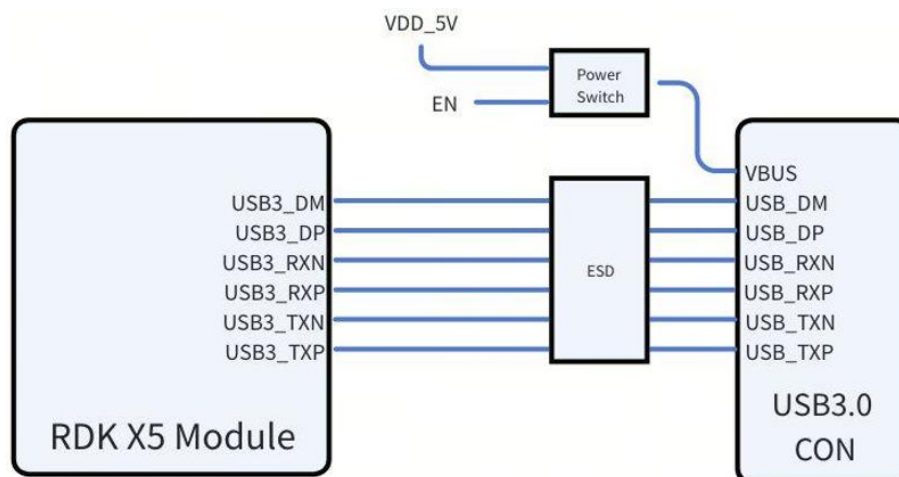 VDD_5V
Power
Switch
EN
VBUS
USB3_DM
USB_DM
USB3_DP
USB_DP
USB3_RXN
USB_RXN
ESD
USB3_RXP
USB_RXP
USB3_TXN
USB_TXN
USB3_TXP
USB_TXP
USB3.0
CON
RDK X5 Module